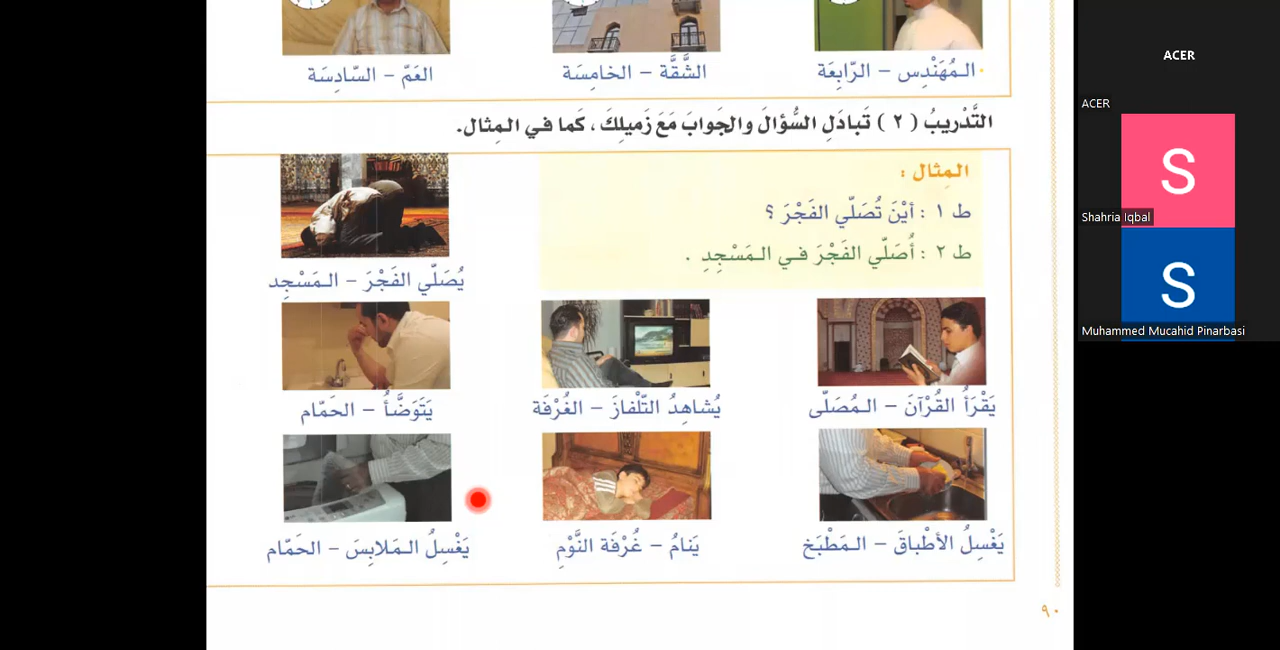 المُهَنْدِس – الرّابِعَة
الشَّقَّة – الخامِسَة
العَمّ – السّادِسَة
التَّدْريبُ ( ٢ ) تَبادَلِ السُّؤالَ والجَوابَ مَعَ زَميلِكَ ، كَما في المِثال.
المِثال :
ط ١ : أَيْنَ تُصَلّي الفَجْرَ ؟
ط ٢ : أُصَلّي الفَجْرَ في المَسْجِدِ .
يُصَلّي الفَجْرَ – المَسْجِد
يَقْرَأُ القُرْآنَ – المُصَلّى
يُشاهِدُ التِّلْفازَ – الغُرْفَة
يَتَوَضَّأُ – الحَمّام
يَغْسِلُ الأَطْباقَ – المَطْبَخ
يَنامُ – غُرْفَة النَّوْمِ
يَغْسِلُ المَلابِسَ – الحَمّام
٩٠
ACER
ACER
S
Shahria Iqbal
S
Muhammed Mucahid Pinarbasi